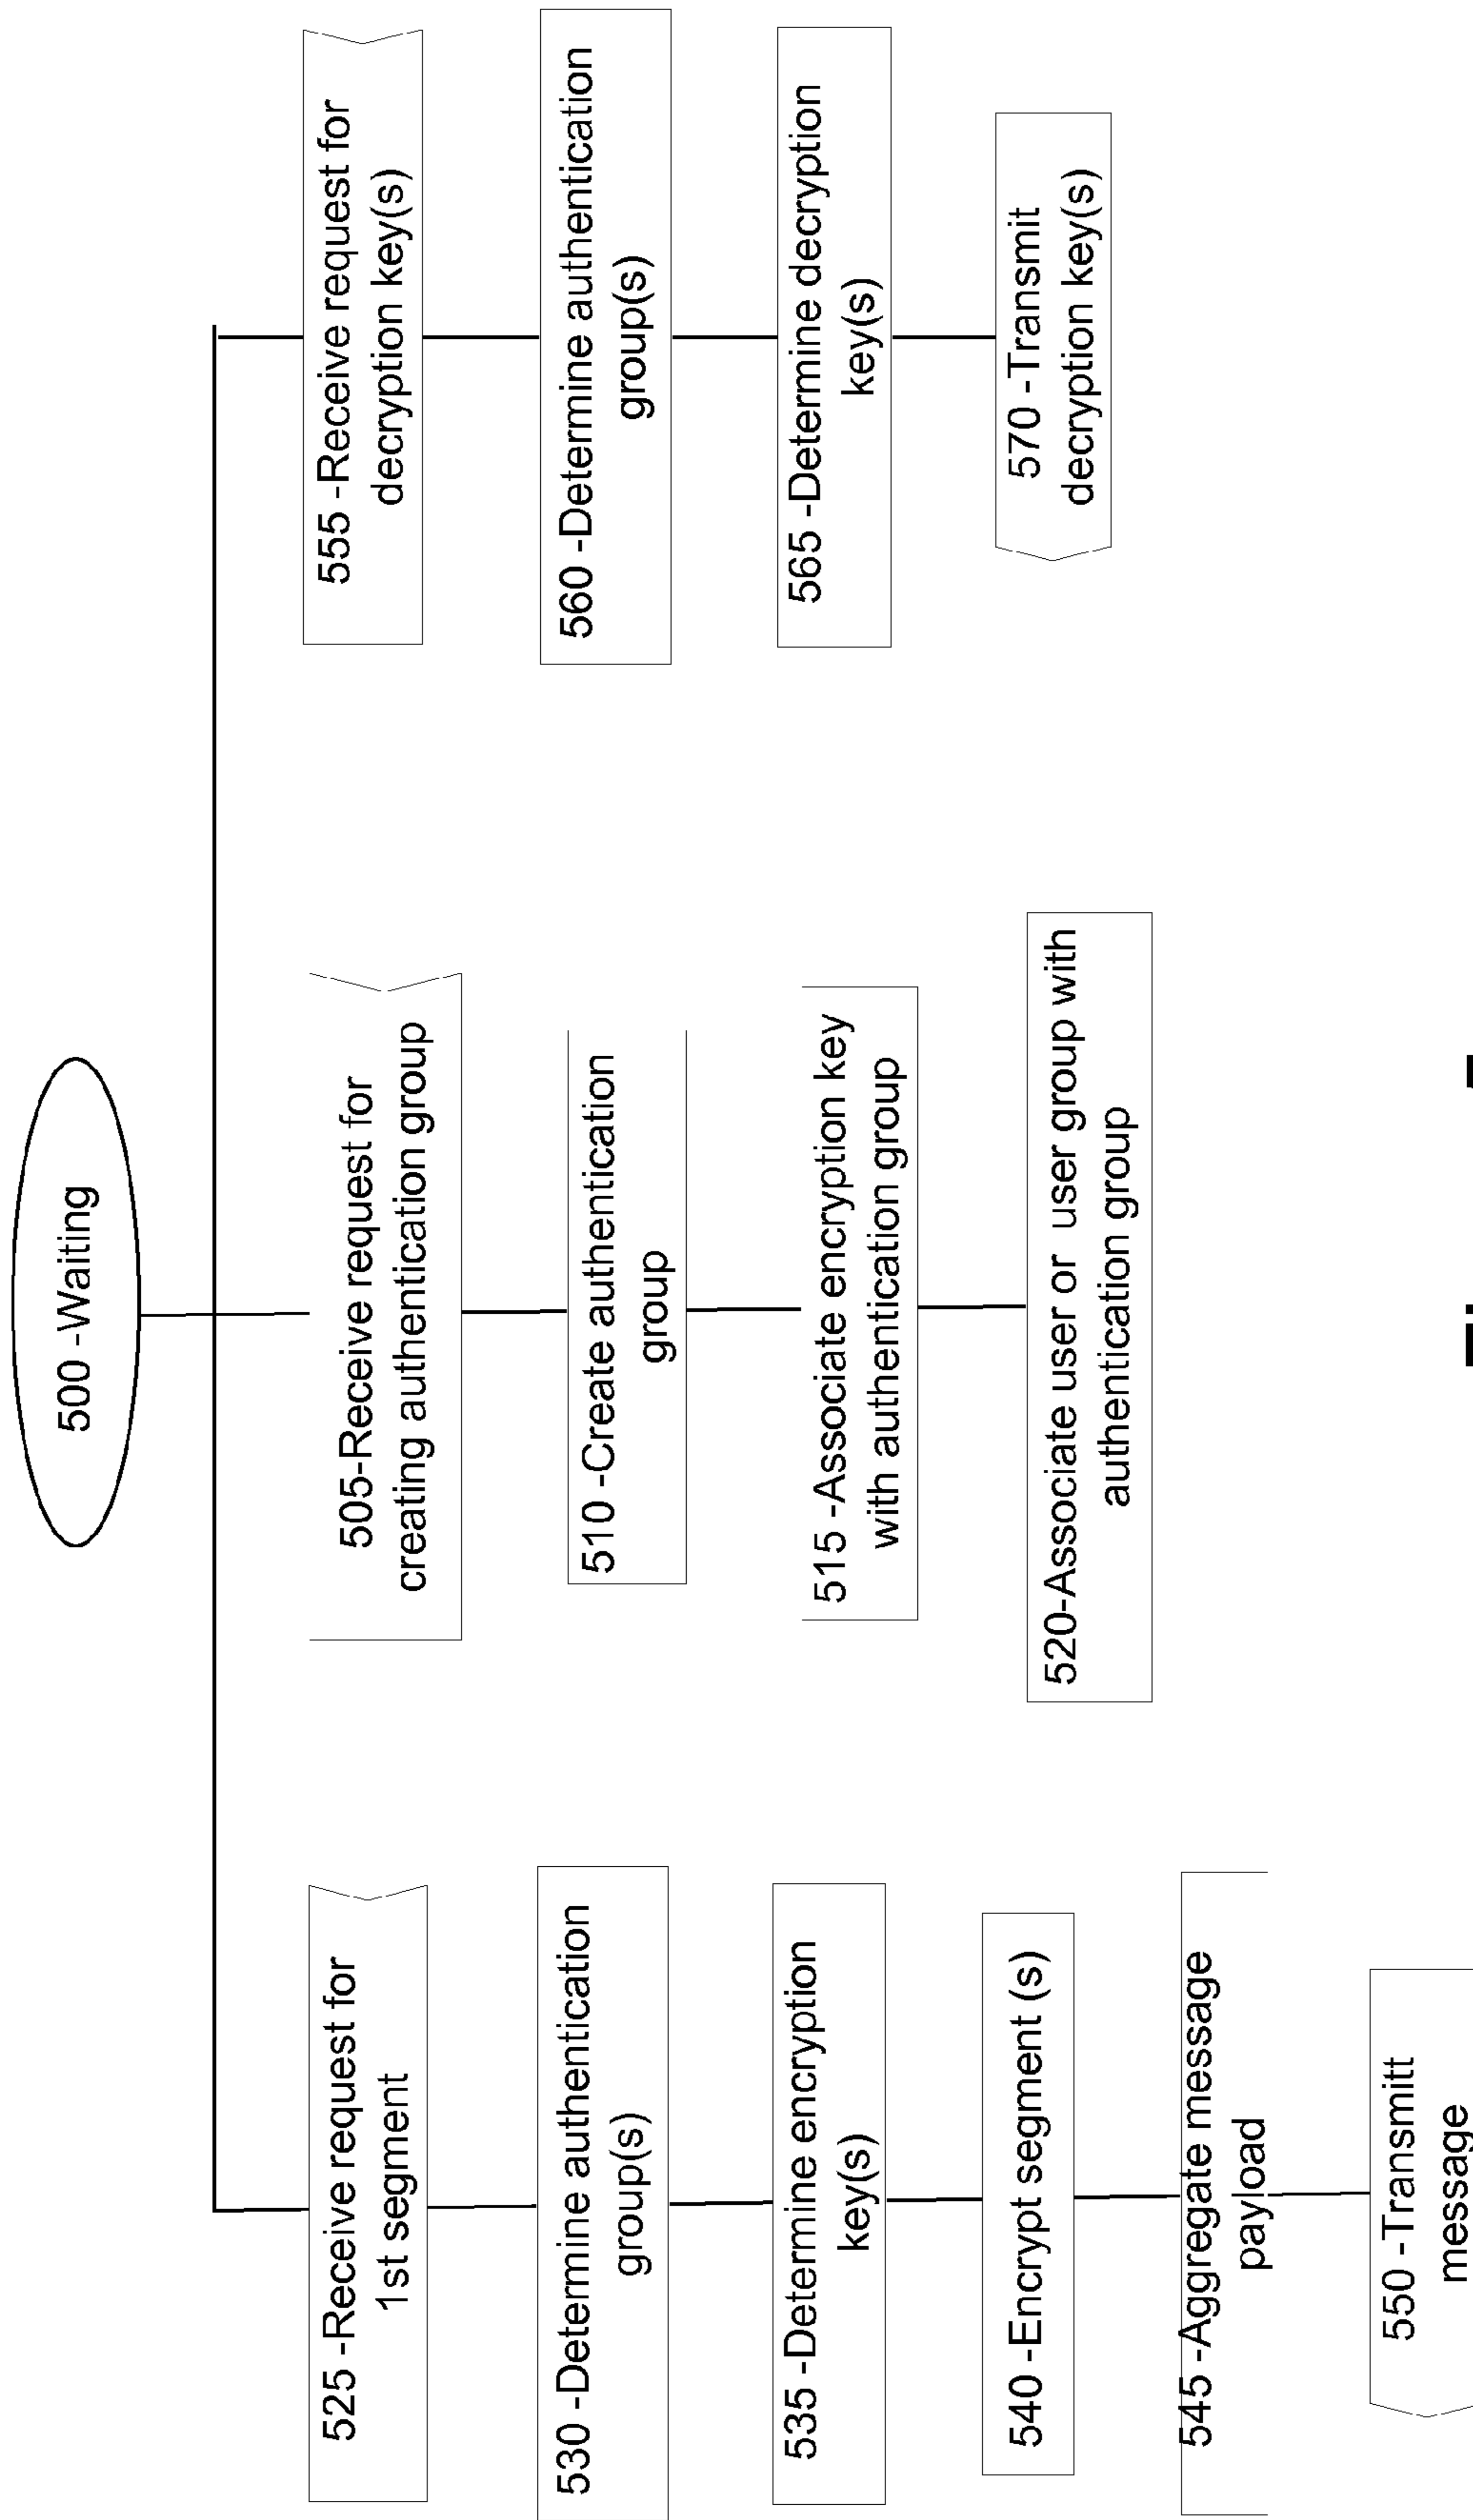 500 -Waiting
525 -Receive request for
1st segment
530 -Determine authentication
group(s)
535 -Determine encryption
key(s)
540 -Encrypt segment (s)
545 -Aggregate message
payload
550 -Transmitt
message
505-Receive request for
creating authentication group
510 -Create authentication
group
515 -Associate encryption key
with authentication group
520-Associate user or user group with
authentication group
555 -Receive request for
decryption key(s)
560 -Determine authentication
group(s)
565 -Determine decryption
key(s)
570 -Transmit
decryption key(s)